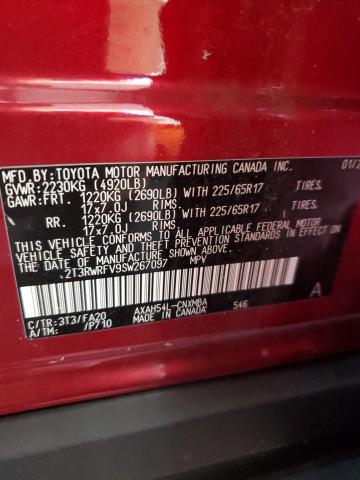 MFD.BY:TOYOTA MOTOR MANUFACTURING CANADA INC. 01/2
GVWR:2230KG (4920LB)
GAWR:FRT. 1220KG (2690LB) WITH 225/65R17 TIRES,
17x7.0J RIMS,
RR. 1220KG (2690LB) WITH 225/65R17 TIRES,
17x7.0J RIMS,
THIS VEHICLE CONFORMS TO ALL APPLICABLE FEDERAL MOTOR
VEHICLE SAFETY STANDARDS IN EFFECT ON THE DATE OF
MANUFACTURE SHOWN ABOVE.
2T3RWRFV9SW267097 MPV
A
C/TR:3T3/FA20 AXAH54L-CNXMBA 546
A/TM: /P710 MADE IN CANADA